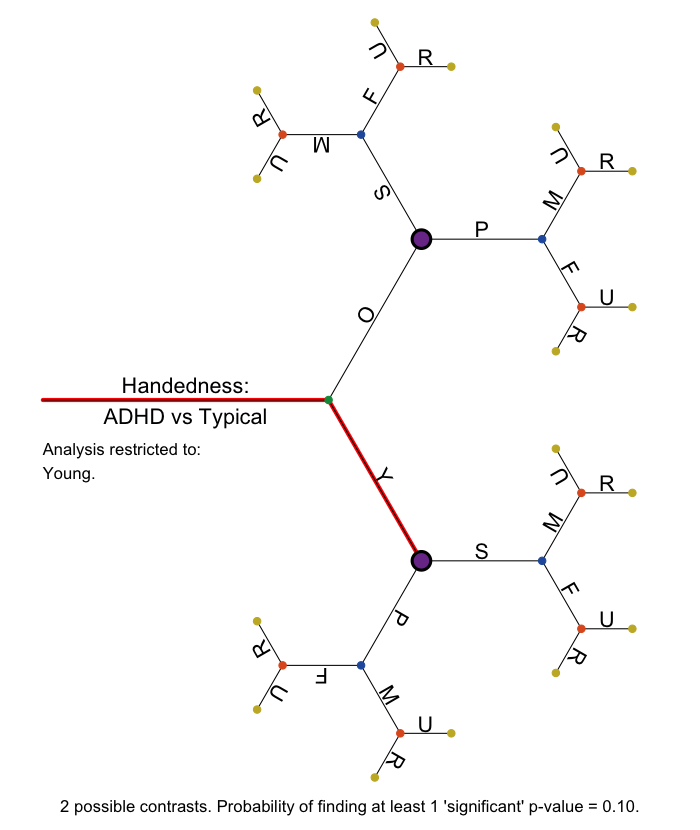 U
R
F
R
M
U
S
U
R
M
P
F
U
R
O
Handedness:
ADHD vs Typical
Analysis restricted to:
Young.
Y
U
R
M
S
F
U
R
P
R
F
U
M
U
R
2 possible contrasts. Probability of finding at least 1 'significant' p-value = 0.10.